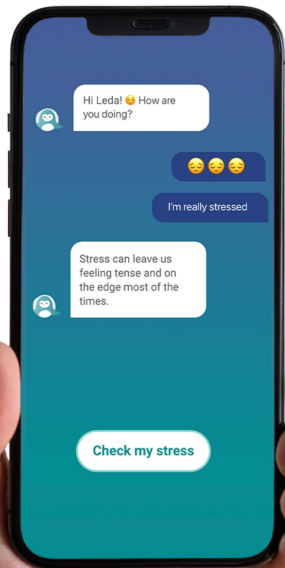 Hi Leda! ☺️ How are
you doing?
😔😔😔
I'm really stressed
Stress can leave us
feeling tense and on
the edge most of the
times.
Check my stress